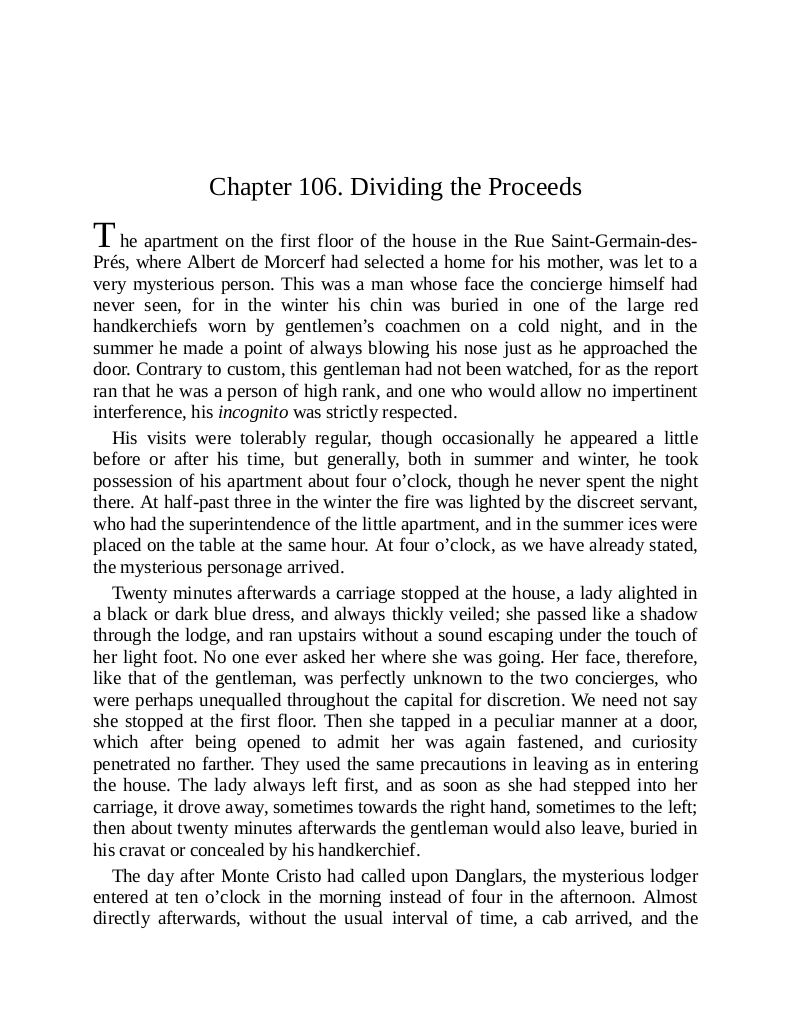 Chapter 106. Dividing the Proceeds
The apartment on the first floor of the house in the Rue Saint-Germain-des-
Prés, where Albert de Morcerf had selected a home for his mother, was let to a
very mysterious person. This was a man whose face the concierge himself had
never seen, for in the winter his chin was buried in one of the large red
handkerchiefs worn by gentlemen’s coachmen on a cold night, and in the
summer he made a point of always blowing his nose just as he approached the
door. Contrary to custom, this gentleman had not been watched, for as the report
ran that he was a person of high rank, and one who would allow no impertinent
interference, his incognito was strictly respected.
His visits were tolerably regular, though occasionally he appeared a little
before or after his time, but generally, both in summer and winter, he took
possession of his apartment about four o’clock, though he never spent the night
there. At half-past three in the winter the fire was lighted by the discreet servant,
who had the superintendence of the little apartment, and in the summer ices were
placed on the table at the same hour. At four o’clock, as we have already stated,
the mysterious personage arrived.
Twenty minutes afterwards a carriage stopped at the house, a lady alighted in
a black or dark blue dress, and always thickly veiled; she passed like a shadow
through the lodge, and ran upstairs without a sound escaping under the touch of
her light foot. No one ever asked her where she was going. Her face, therefore,
like that of the gentleman, was perfectly unknown to the two concierges, who
were perhaps unequalled throughout the capital for discretion. We need not say
she stopped at the first floor. Then she tapped in a peculiar manner at a door,
which after being opened to admit her was again fastened, and curiosity
penetrated no farther. They used the same precautions in leaving as in entering
the house. The lady always left first, and as soon as she had stepped into her
carriage, it drove away, sometimes towards the right hand, sometimes to the left;
then about twenty minutes afterwards the gentleman would also leave, buried in
his cravat or concealed by his handkerchief.
The day after Monte Cristo had called upon Danglars, the mysterious lodger
entered at ten o’clock in the morning instead of four in the afternoon. Almost
directly afterwards, without the usual interval of time, a cab arrived, and the